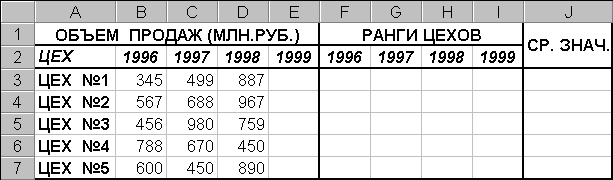 A B C D E F G H I J
1 ОБЪЕМ ПРОДАЖ (МЛН.РУБ.) РАНГИ ЦЕХОВ СР. ЗНАЧ.
2 ЦЕХ 1996 1997 1998 1999 1996 1997 1998 1999
3 ЦЕХ №1 345 499 887
4 ЦЕХ №2 567 688 967
5 ЦЕХ №3 456 980 759
6 ЦЕХ №4 788 670 450
7 ЦЕХ №5 600 450 890